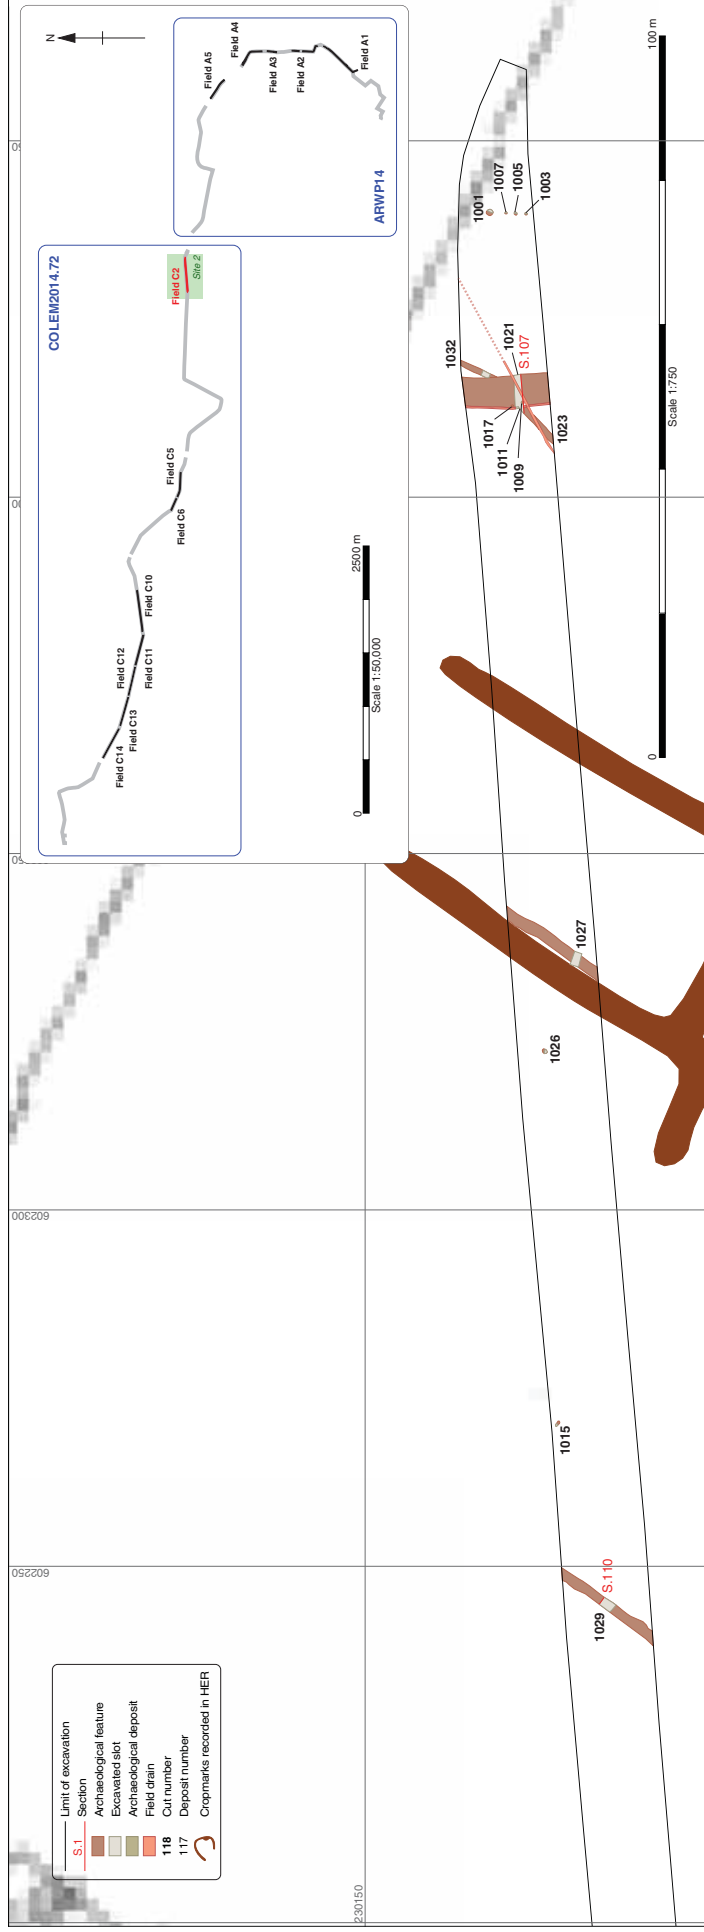 N
COLEM2014.72
Field C14
Field C13
Field C12
Field C11
Field C10
Field C6
Field C5
Field C2
Site 2
Field A5
Field A4
Field A3
Field A2
Field A1
ARWP14
0
2500 m
Scale 1:50,000
602250
602300
230150
Limit of excavation
S.1
Section
Archaeological feature
Excavated slot
Archaeological deposit
Field drain
118
Cut number
117
Deposit number
Cropmarks recorded in HER
1029
S.110
1015
1026
1027
1032
1017
1011
1009
1021
S.107
1023
1001
1007
1005
1003
0
100 m
Scale 1:750